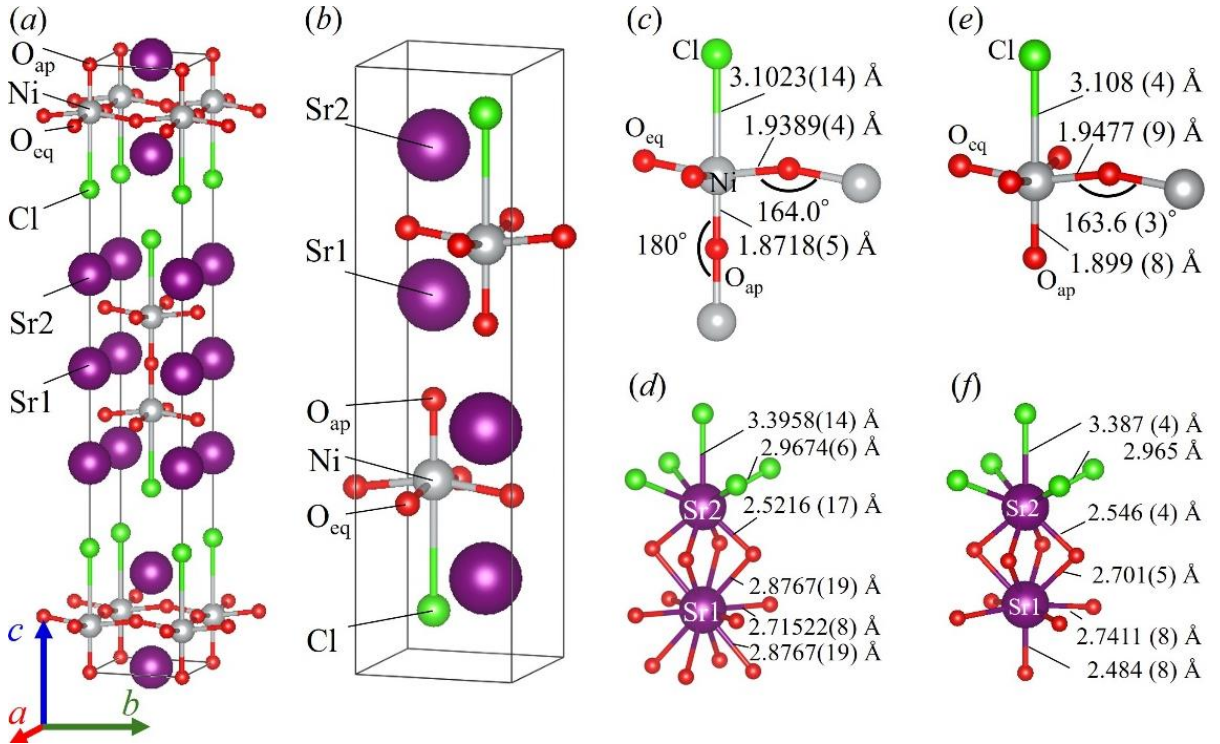 (a)
O_ap
Ni
O_eq
Cl
Sr2
Sr1
c
a
b
(b)
Sr2
Sr1
O_ap
Ni
O_eq
Cl
(c)
Cl
3.1023(14) Å
O_eq
1.9389(4) Å
Ni
164.0°
180°
1.8718(5) Å
O_ap
(d)
3.3958(14) Å
2.9674(6) Å
Sr2
2.5216 (17) Å
2.8767(19) Å
Sr1
2.71522(8) Å
2.8767(19) Å
(e)
Cl
3.108 (4) Å
O_eq
1.9477 (9) Å
163.6 (3)°
1.899 (8) Å
O_ap
(f)
3.387 (4) Å
2.965 Å
Sr2
2.546 (4) Å
2.701(5) Å
Sr1
2.7411 (8) Å
2.484 (8) Å